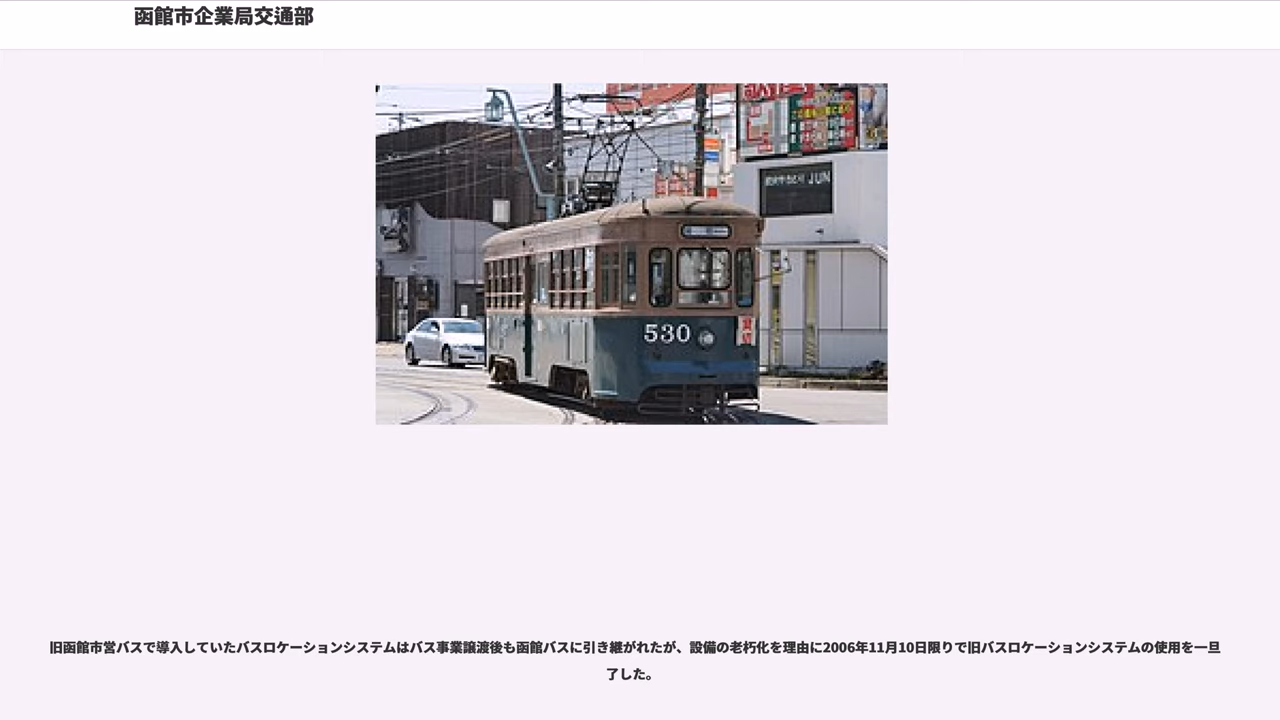 函館市企業局交通部
JUN
530
貸切
旧函館市営バスで導入していたバスロケーションシステムはバス事業譲渡後も函館バスに引き継がれたが、設備の老朽化を理由に2006年11月10日限りで旧バスロケーションシステムの使用を一旦
了した。